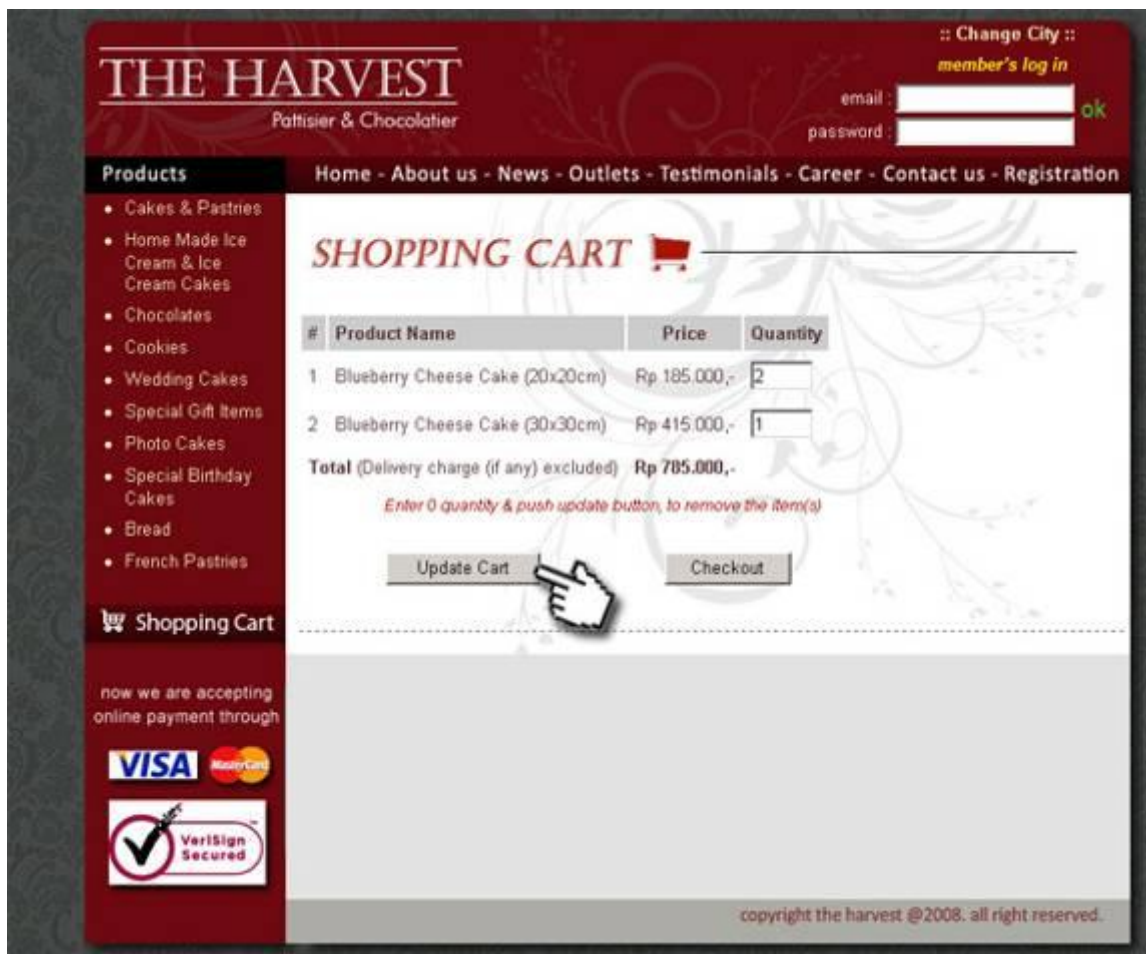 :: Change City ::
member's log in
THE HARVEST
Pattisier & Chocolatier
email :
ok
password :
Products
Home - About us - News - Outlets - Testimonials - Career - Contact us - Registration
Cakes & Pastries
Home Made Ice
Cream & Ice
Cream Cakes
Chocolates
Cookies
Wedding Cakes
Special Gift Items
Photo Cakes
Special Birthday
Cakes
Bread
French Pastries
Shopping Cart
now we are accepting
online payment through
VISA MasterCard
VeriSign
Secured
SHOPPING CART
# Product Name Price Quantity
1 Blueberry Cheese Cake (20x20cm) Rp 185.000,- 2
2 Blueberry Cheese Cake (30x30cm) Rp 415.000,- 1
Total (Delivery charge (if any) excluded) Rp 785.000,-
Enter 0 quantity & push update button, to remove the item(s)
Update Cart Checkout
copyright the harvest @2008. all right reserved.